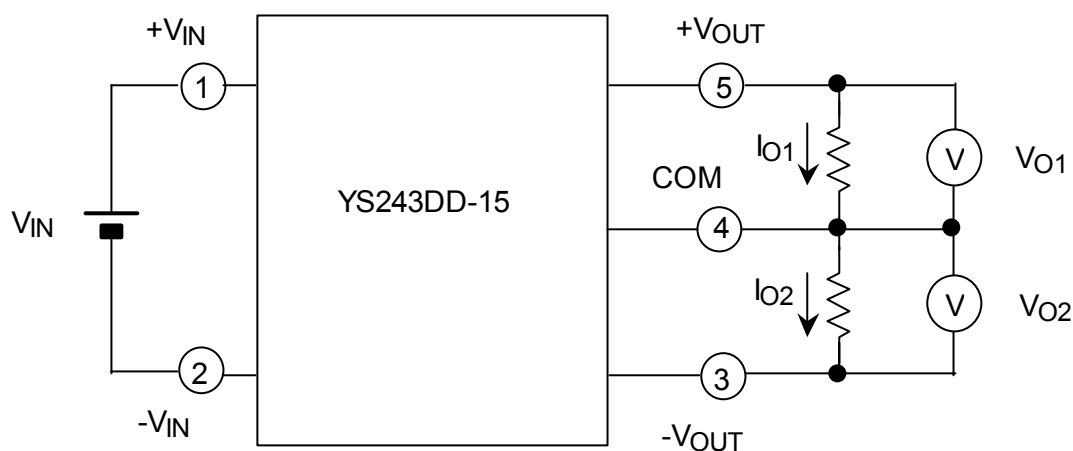 +VIN
+VOUT
1
5
IO1
V
VO1
COM
YS243DD-15
VIN
4
IO2
V
VO2
2
3
-VIN
-VOUT